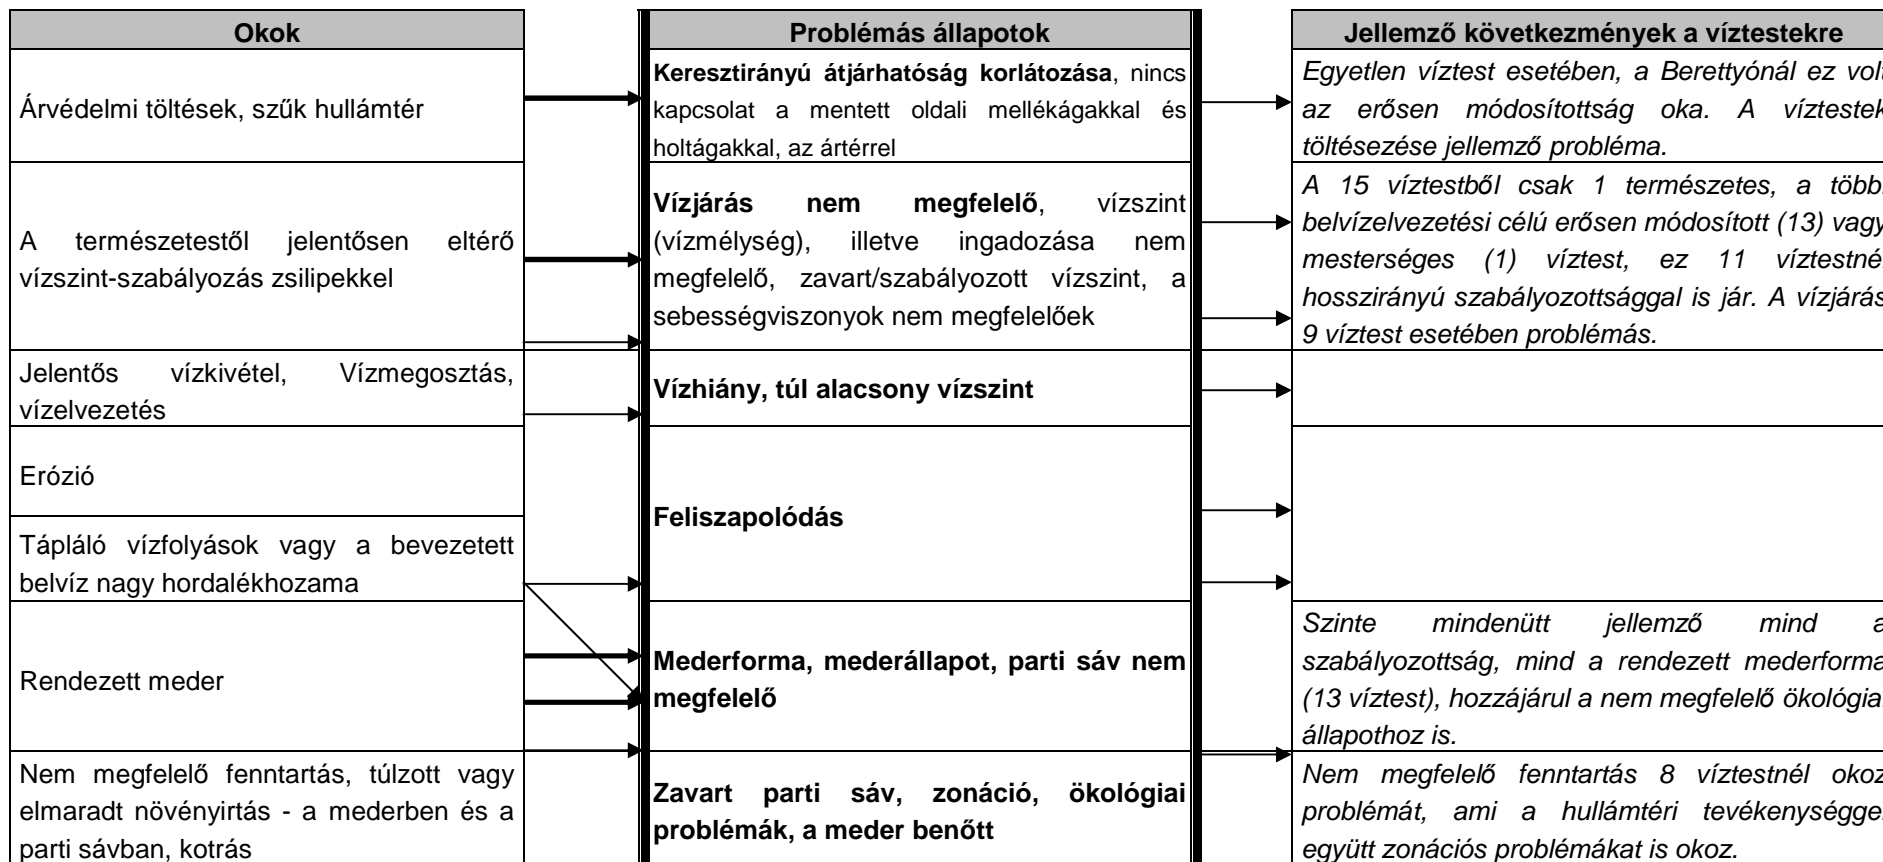 Okok
Problémás állapotok
Jellemző következmények a víztestekre
Árvédelmi töltések, szűk hullámtér
Keresztirányú átjárhatóság korlátozása, nincs
kapcsolat a mentett oldali mellékágakkal és
holtágakkal, az ártérrel
Egyetlen víztest esetében, a Berettyónál ez volt
az erősen módosítottság oka. A víztestek
töltésezése jellemző probléma.
A természetestől jelentősen eltérő
vízszint-szabályozás zsilipekkel
Vízjárás nem megfelelő, vízszint
(vízmélység), illetve ingadozása nem
megfelelő, zavart/szabályozott vízszint, a
sebességviszonyok nem megfelelőek
A 15 víztestből csak 1 természetes, a többi
belvízelvezetési célú erősen módosított (13) vagy
mesterséges (1) víztest, ez 11 víztestnél
hosszirányú szabályozottsággal is jár. A vízjárás
9 víztest esetében problémás.
Jelentős vízkivétel, Vízmegosztás,
vízelvezetés
Vízhiány, túl alacsony vízszint
Erózió
Feliszapolódás
Tápláló vízfolyások vagy a bevezetett
belvíz nagy hordalékhozama
Rendezett meder
Mederforma, mederállapot, parti sáv nem
megfelelő
Szinte mindenütt jellemző mind a
szabályozottság, mind a rendezett mederforma
(13 víztest), hozzájárul a nem megfelelő ökológiai
állapothoz is.
Nem megfelelő fenntartás, túlzott vagy
elmaradt növényirtás - a mederben és a
parti sávban, kotrás
Zavart parti sáv, zonáció, ökológiai
problémák, a meder benőtt
Nem megfelelő fenntartás 8 víztestnél okoz
problémát, ami a hullámtéri tevékenységgel
együtt zonációs problémákat is okoz.